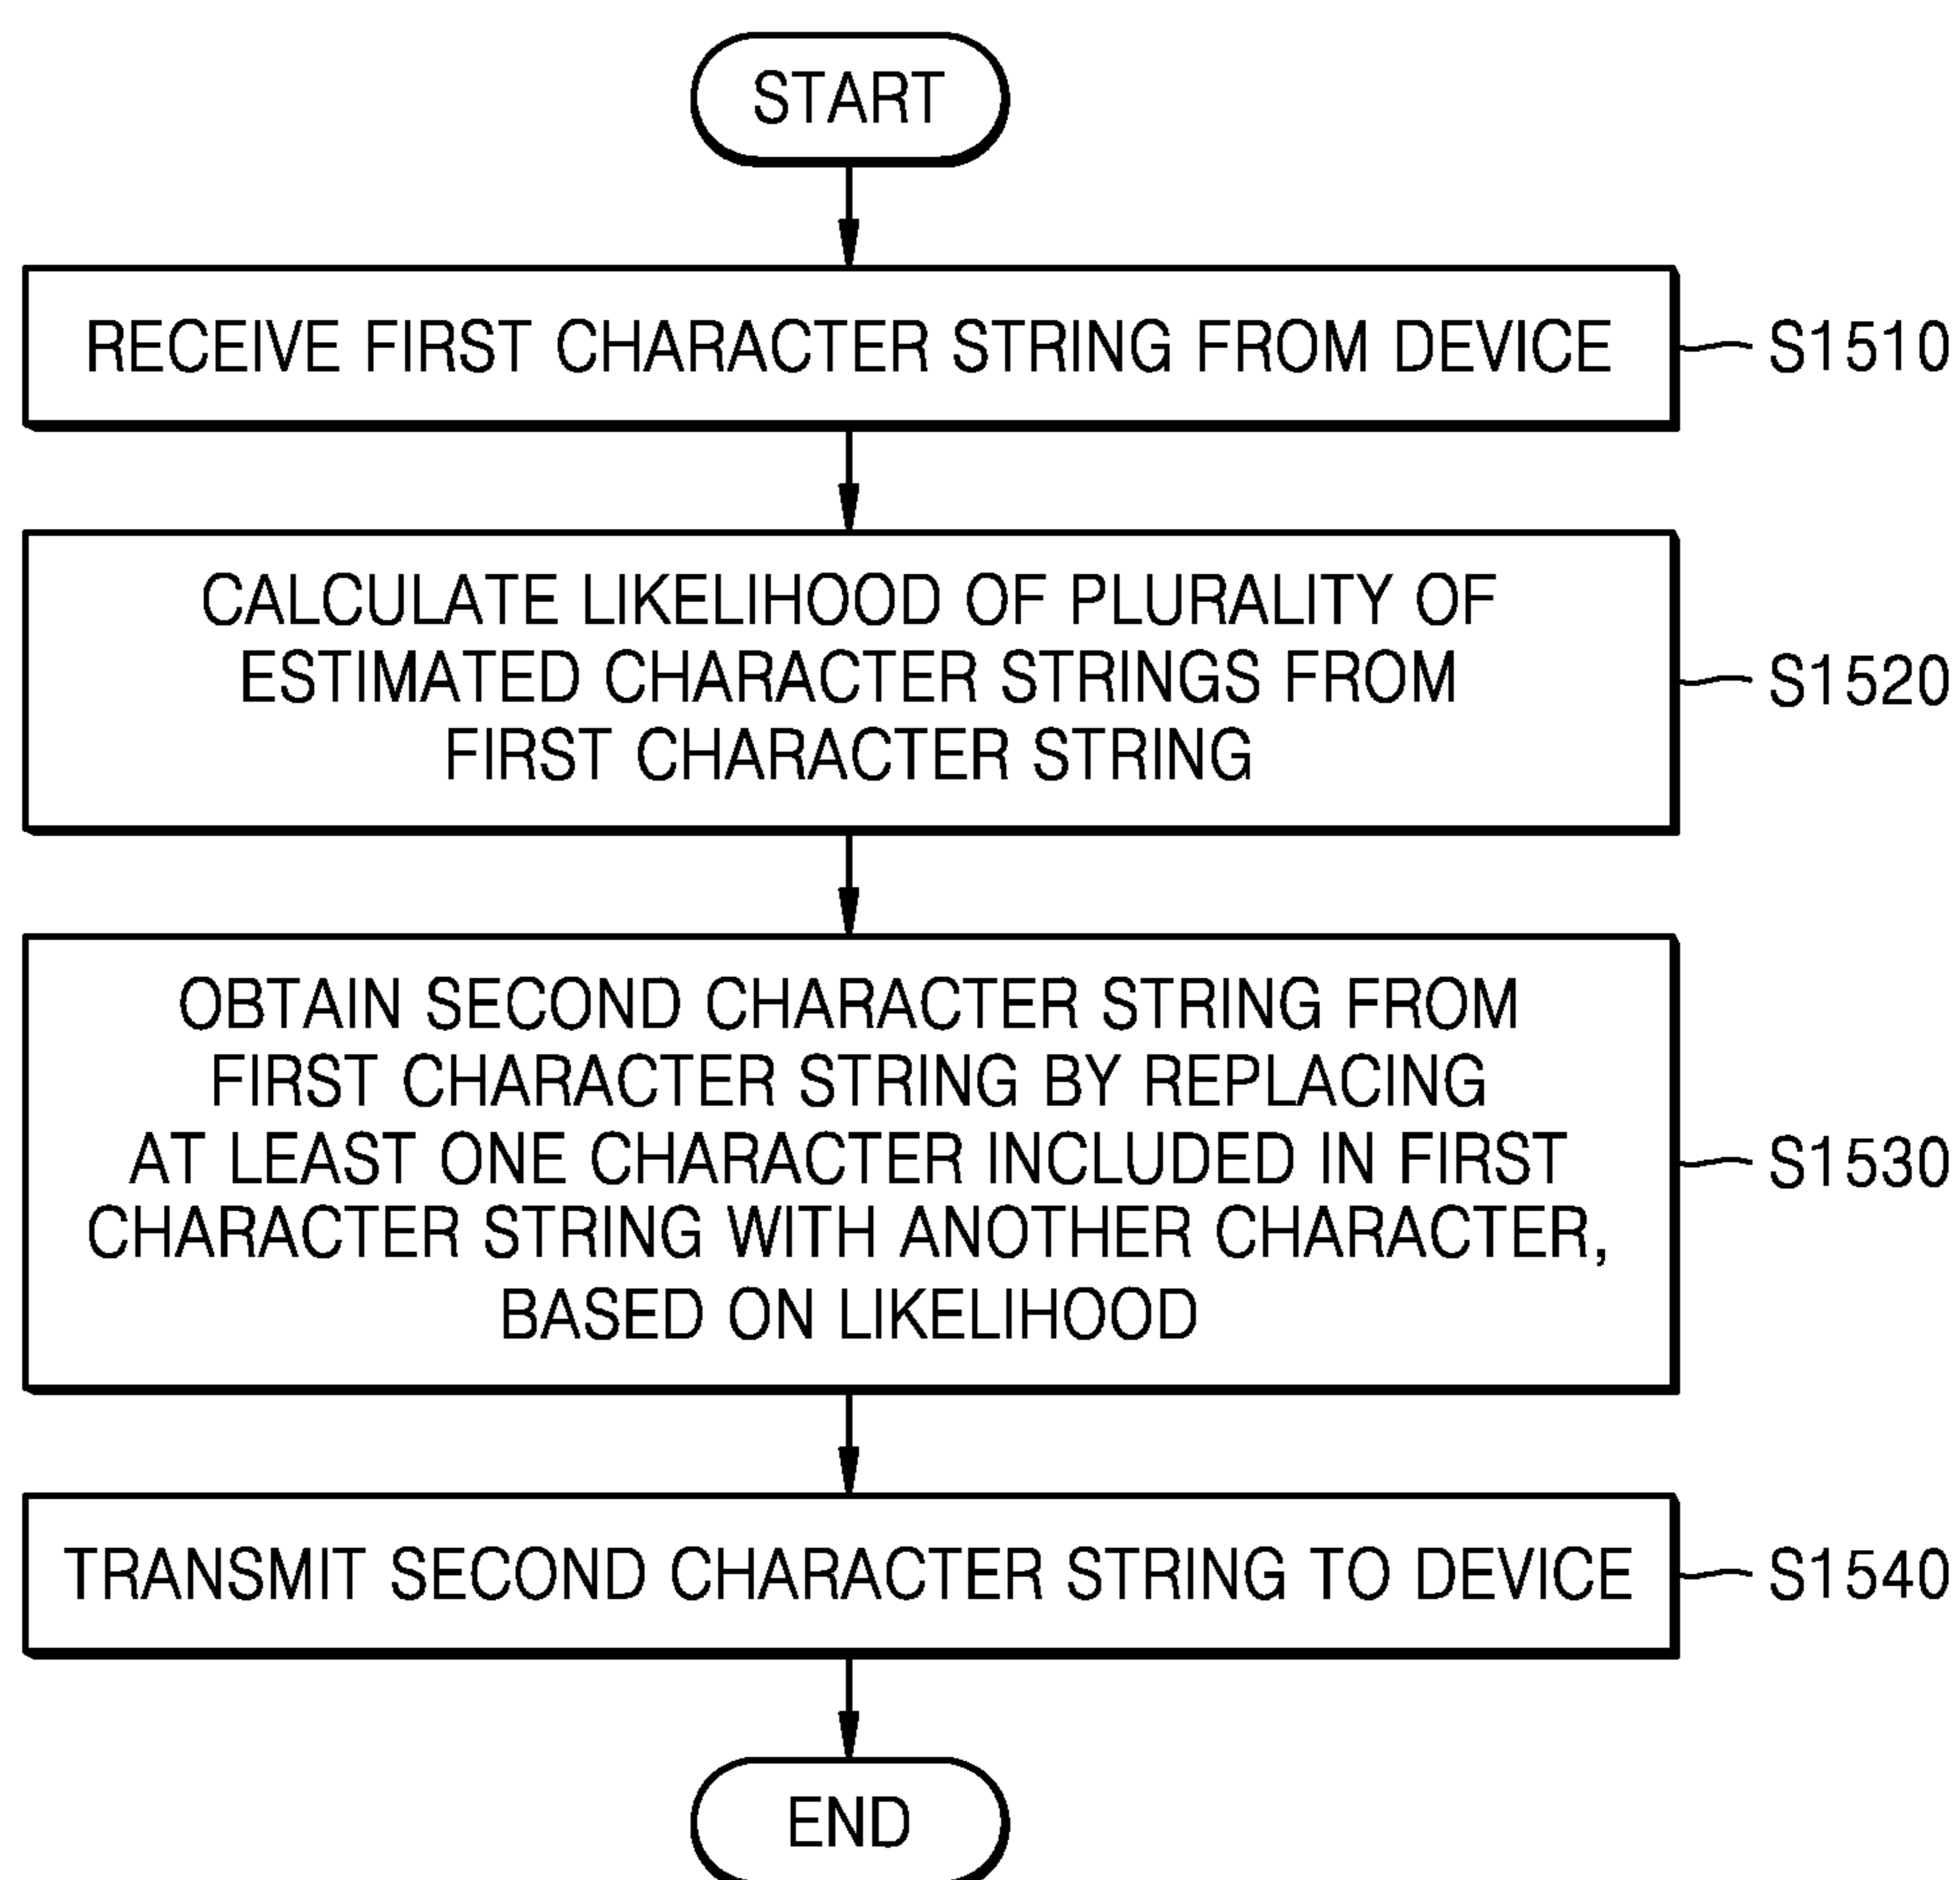 START
RECEIVE FIRST CHARACTER STRING FROM DEVICE
S1510
CALCULATE LIKELIHOOD OF PLURALITY OF
ESTIMATED CHARACTER STRINGS FROM
FIRST CHARACTER STRING
S1520
OBTAIN SECOND CHARACTER STRING FROM
FIRST CHARACTER STRING BY REPLACING
AT LEAST ONE CHARACTER INCLUDED IN FIRST
CHARACTER STRING WITH ANOTHER CHARACTER,
BASED ON LIKELIHOOD
S1530
TRANSMIT SECOND CHARACTER STRING TO DEVICE
S1540
END